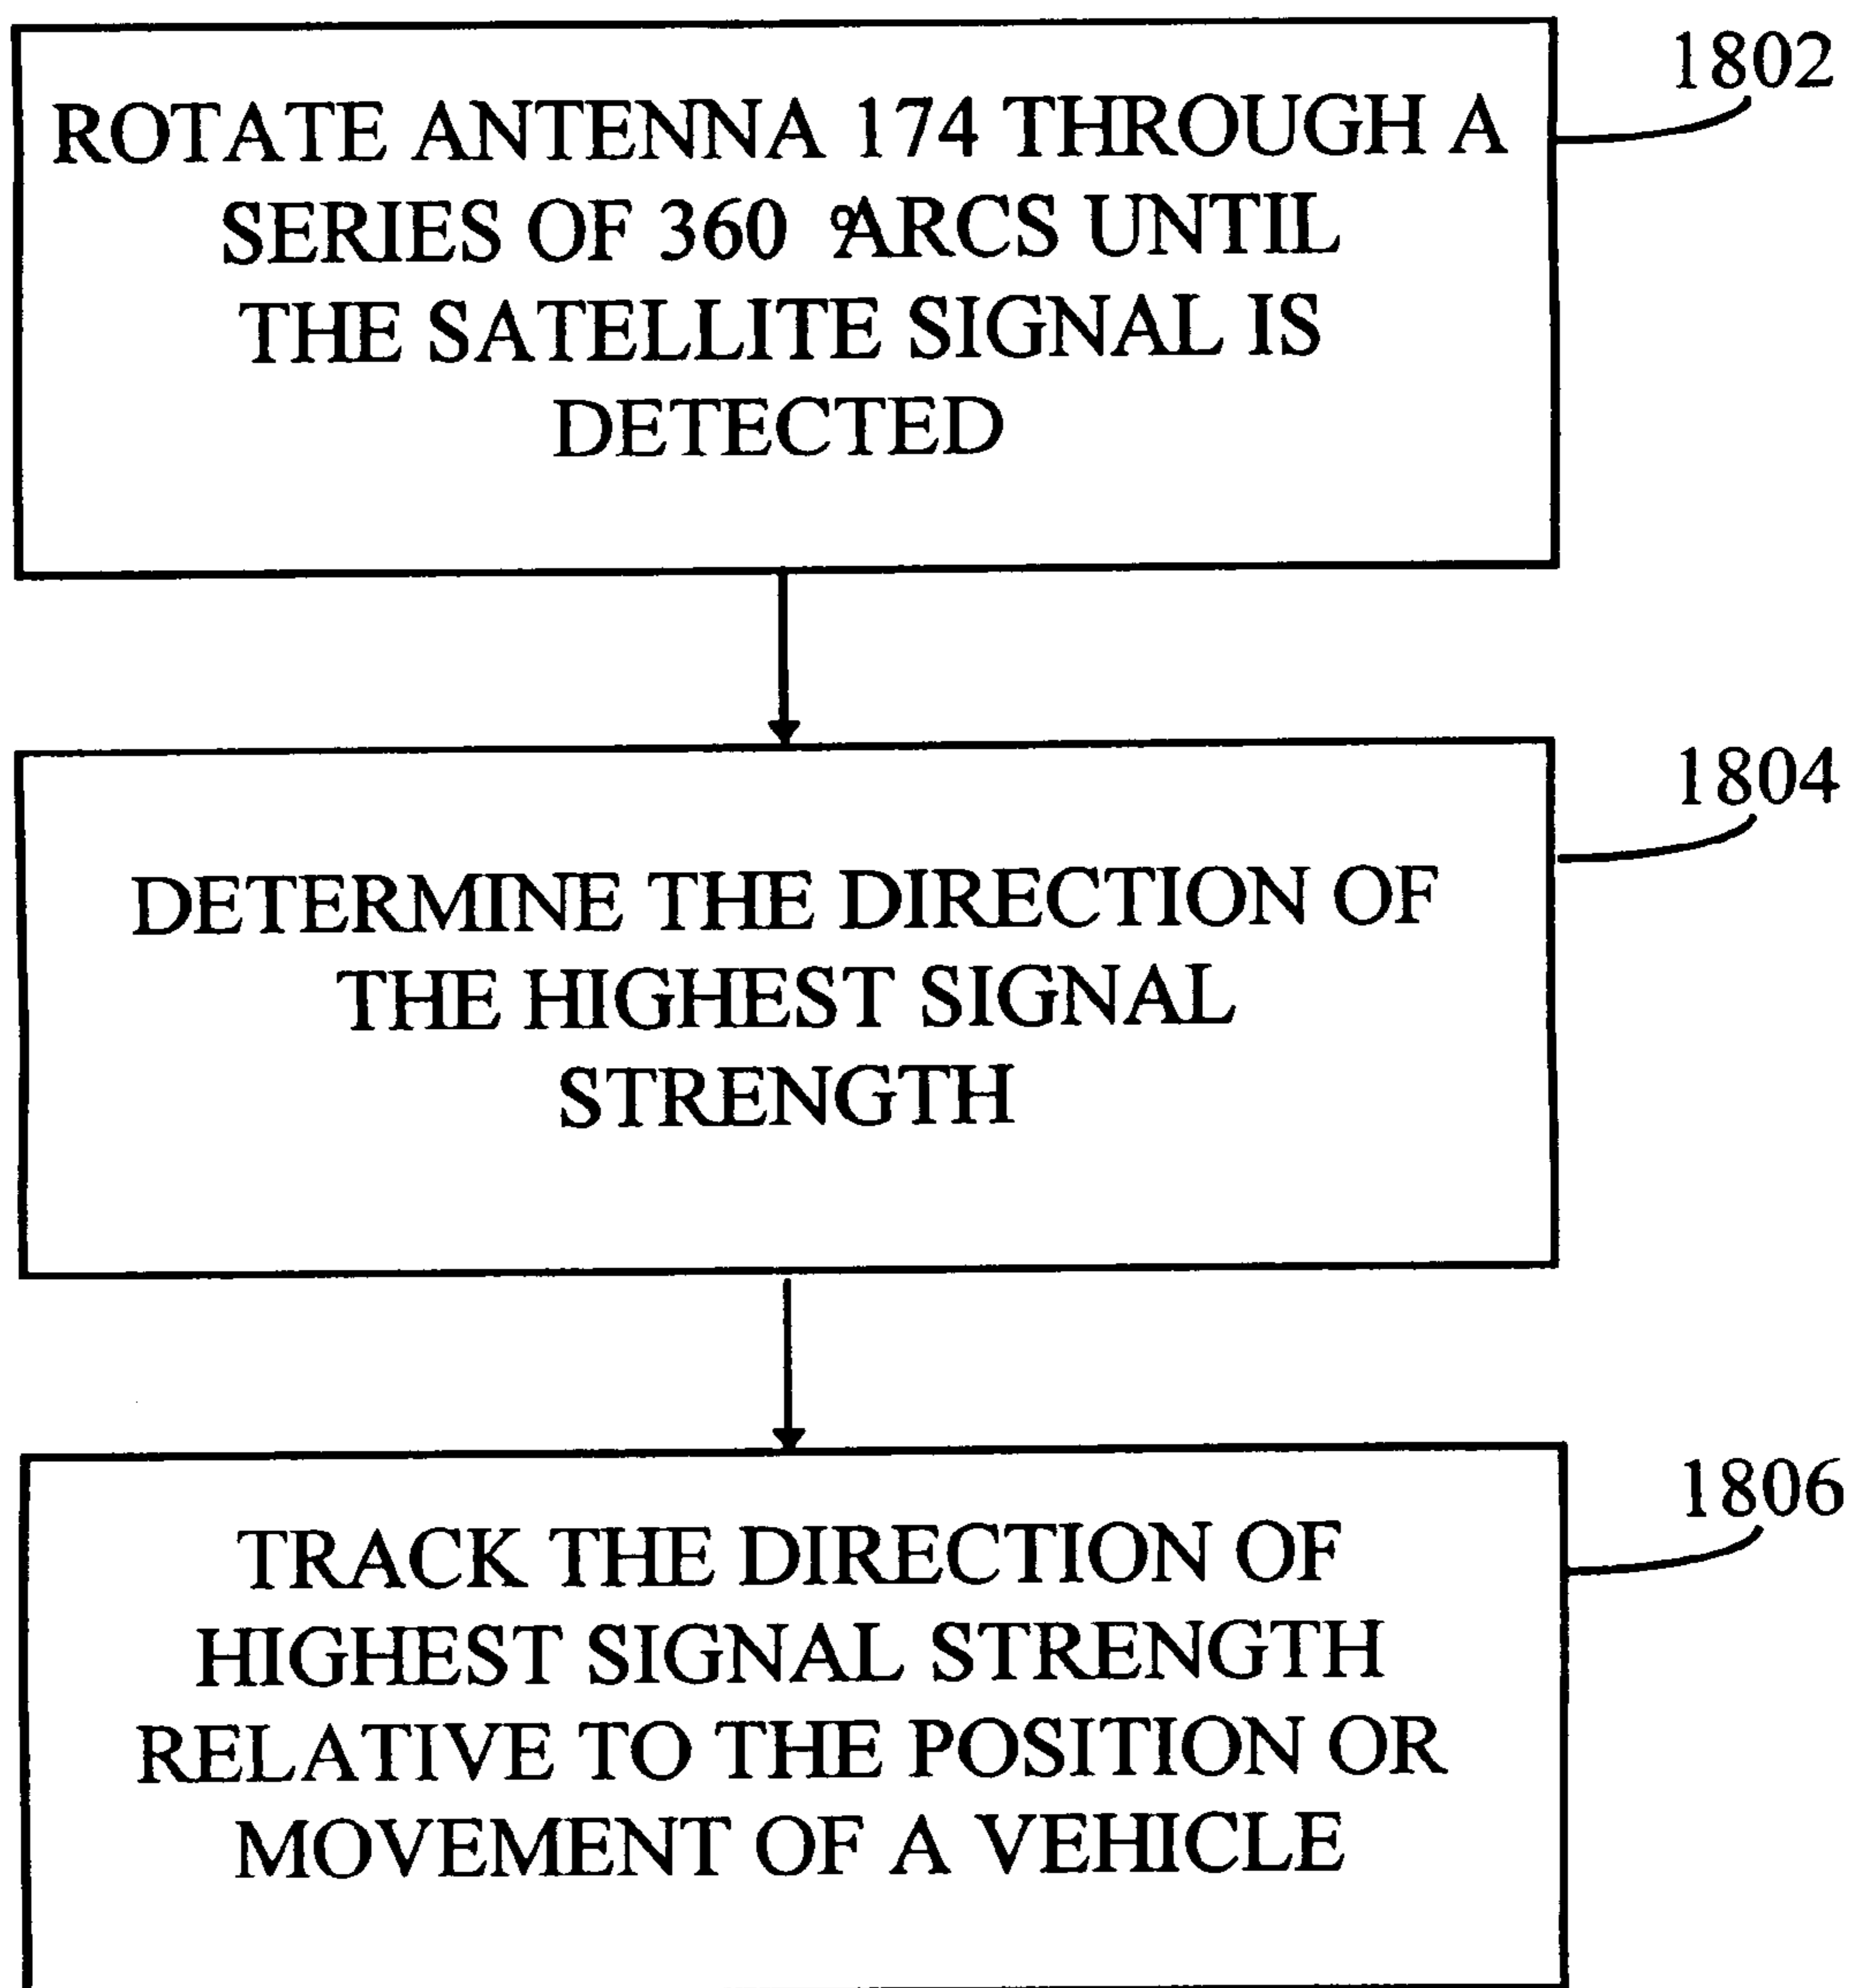 1802
ROTATE ANTENNA 174 THROUGH A
SERIES OF 360 °ARCS UNTIL
THE SATELLITE SIGNAL IS
DETECTED
1804
DETERMINE THE DIRECTION OF
THE HIGHEST SIGNAL
STRENGTH
1806
TRACK THE DIRECTION OF
HIGHEST SIGNAL STRENGTH
RELATIVE TO THE POSITION OR
MOVEMENT OF A VEHICLE